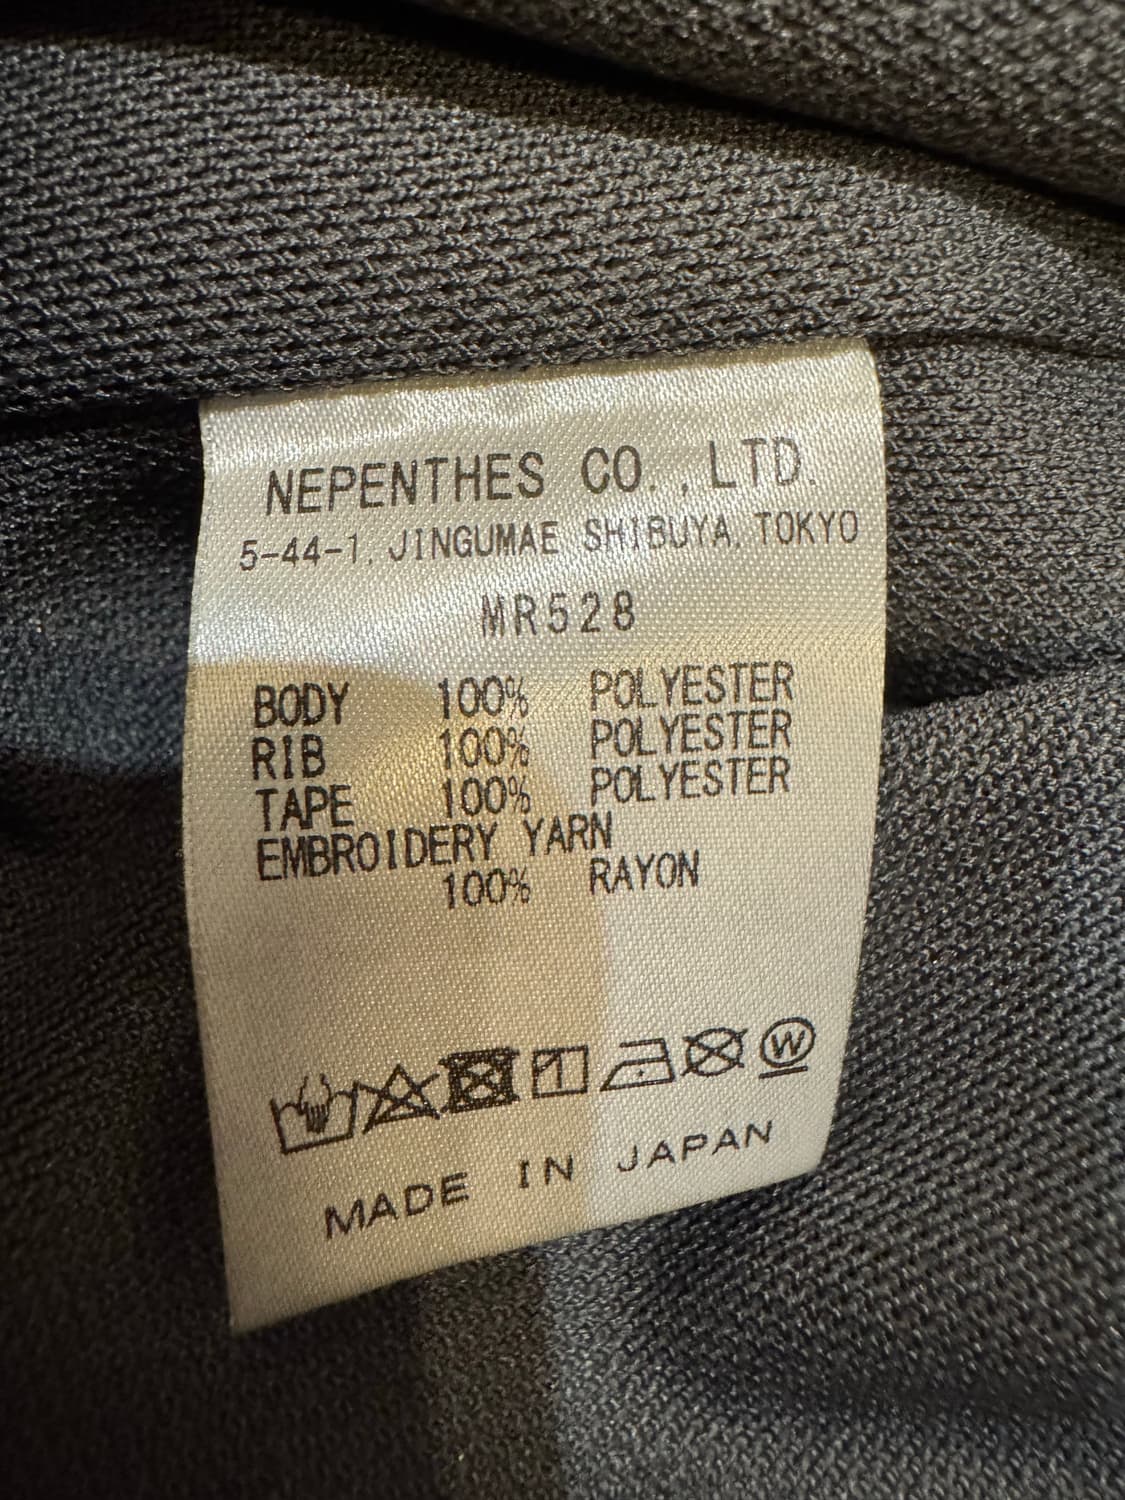 NEPENTHES CO.,LTD.
5-44-1, JINGUMAE SHIBUYA, TOKYO
MR528
BODY 100% POLYESTER
RIB 100% POLYESTER
TAPE 100% POLYESTER
EMBROIDERY YARN
100% RAYON
W
MADE IN JAPAN